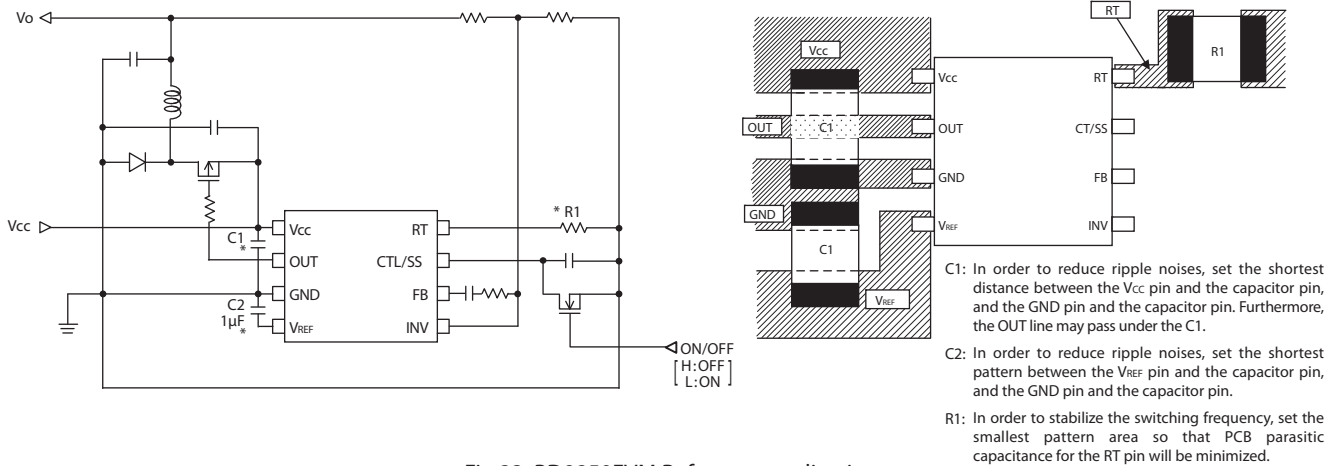 Vo
Vcc
C1
*
C2
1μF
*
Vcc
OUT
GND
VREF
RT
CTL/SS
FB
INV
* R1
ON/OFF
[H:OFF
L:ON]
Vcc
OUT
GND
VREF
C1
C1
Vcc
OUT
GND
VREF
RT
CT/SS
FB
INV
RT
R1
C1: In order to reduce ripple noises, set the shortest
distance between the Vcc pin and the capacitor pin,
and the GND pin and the capacitor pin. Furthermore,
the OUT line may pass under the C1.
C2: In order to reduce ripple noises, set the shortest
pattern between the VREF pin and the capacitor pin,
and the GND pin and the capacitor pin.
R1: In order to stabilize the switching frequency, set the
smallest pattern area so that PCB parasitic
capacitance for the RT pin will be minimized.